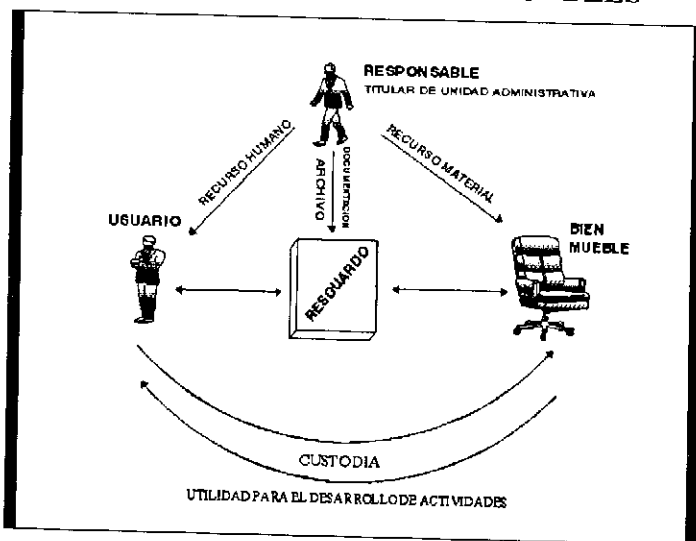 RESPONSABLE
TITULAR DE UNIDAD ADMINISTRATIVA
RECURSO HUMANO
ARCHIVO
DOCUMENTACION
RECURSO MATERIAL
USUARIO
RESGUARDO
BIEN
MUEBLE
CUSTODIA
UTILIDAD PARA EL DESARROLLO DE ACTIVIDADES